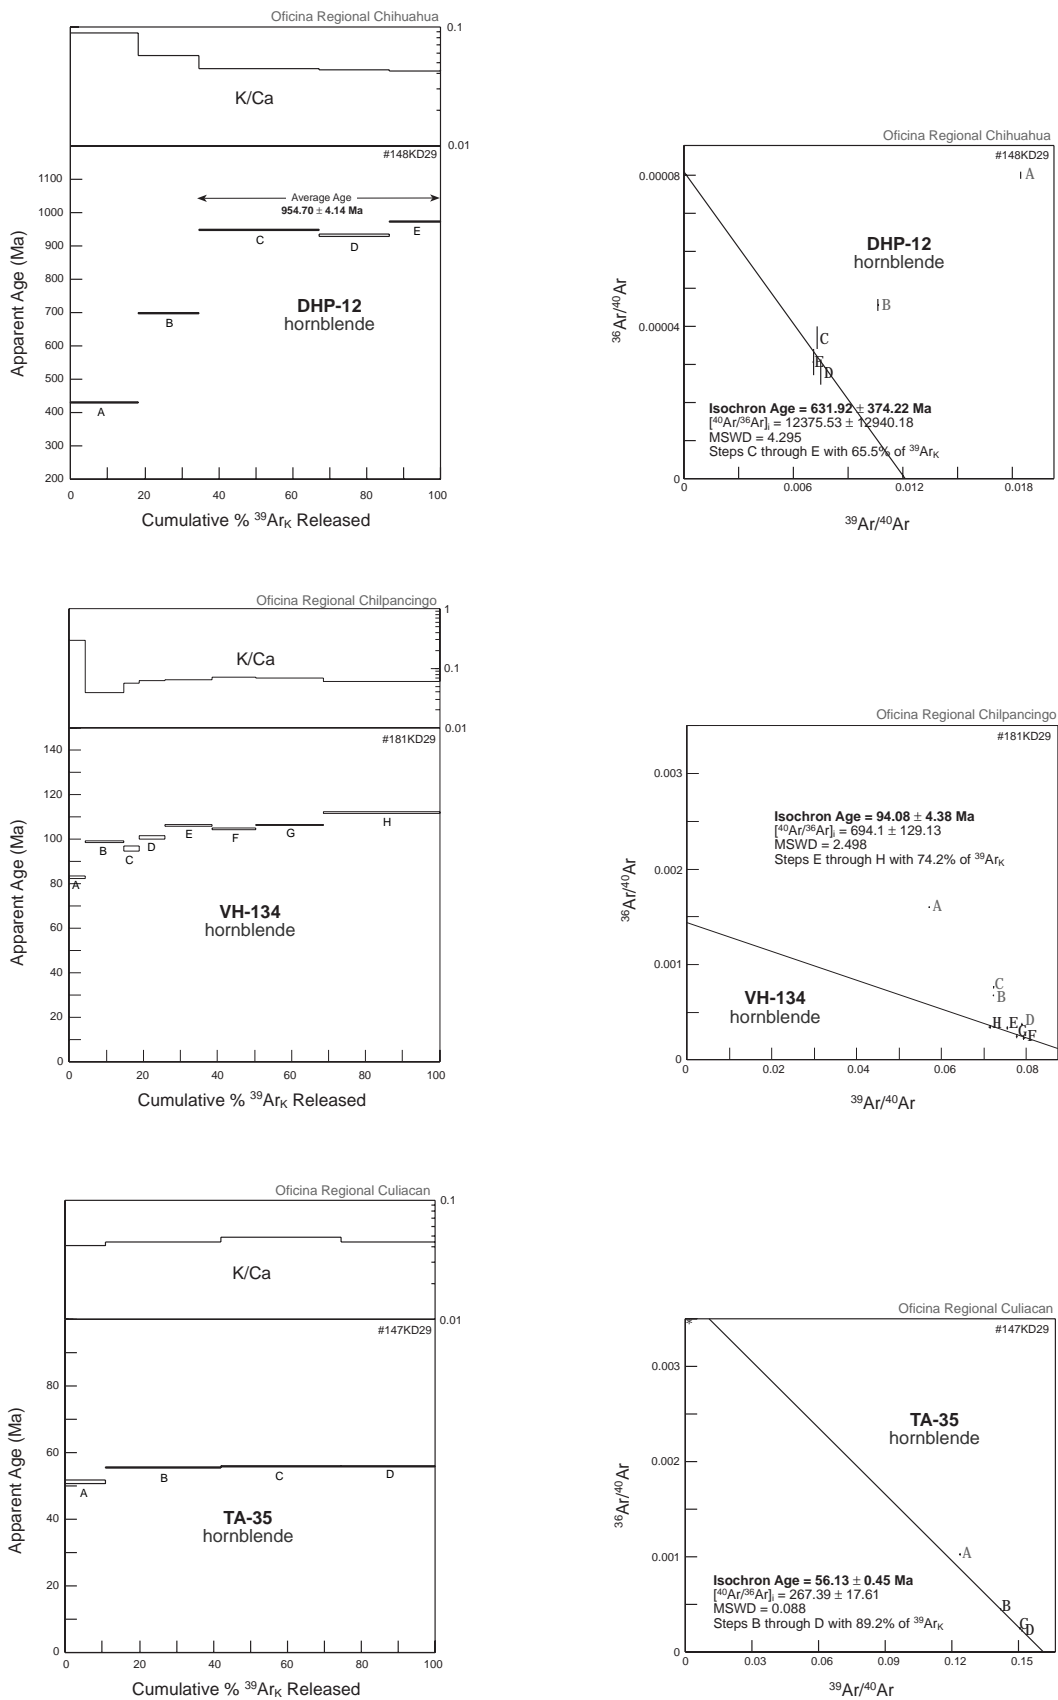 Oficina Regional Chihuahua
0.1
K/Ca
0.01
#148KD29
1100
1000
900
800
700
600
500
400
300
200
Apparent Age (Ma)
Average Age
954.70 ± 4.14 Ma
A
B
C
D
E
DHP-12
hornblende
0 20 40 60 80 100
Cumulative % ³⁹Ar_K Released
Oficina Regional Chihuahua
#148KD29
0.00008
0.00004
0
³⁶Ar/⁴⁰Ar
A
DHP-12
hornblende
B
C
E
D
Isochron Age = 631.92 ± 374.22 Ma
[⁴⁰Ar/³⁶Ar]ᵢ = 12375.53 ± 12940.18
MSWD = 4.295
Steps C through E with 65.5% of ³⁹Ar_K
0 0.006 0.012 0.018
³⁹Ar/⁴⁰Ar
Oficina Regional Chilpancingo
1
K/Ca
0.1
0.01
#181KD29
140
120
100
80
60
40
20
0
Apparent Age (Ma)
A
B
C
D
E
F
G
H
VH-134
hornblende
0 20 40 60 80 100
Cumulative % ³⁹Ar_K Released
Oficina Regional Chilpancingo
#181KD29
0.003
0.002
0.001
0
³⁶Ar/⁴⁰Ar
Isochron Age = 94.08 ± 4.38 Ma
[⁴⁰Ar/³⁶Ar]ᵢ = 694.1 ± 129.13
MSWD = 2.498
Steps E through H with 74.2% of ³⁹Ar_K
A
C
B
VH-134
hornblende
H E D
G F
0 0.02 0.04 0.06 0.08
³⁹Ar/⁴⁰Ar
Oficina Regional Culiacan
0.1
K/Ca
0.01
#147KD29
80
60
40
20
0
Apparent Age (Ma)
A
B
C
D
TA-35
hornblende
0 20 40 60 80 100
Cumulative % ³⁹Ar_K Released
Oficina Regional Culiacan
*
#147KD29
0.003
0.002
0.001
0
³⁶Ar/⁴⁰Ar
TA-35
hornblende
A
Isochron Age = 56.13 ± 0.45 Ma
[⁴⁰Ar/³⁶Ar]ᵢ = 267.39 ± 17.61
MSWD = 0.088
Steps B through D with 89.2% of ³⁹Ar_K
B
C
D
0 0.03 0.06 0.09 0.12 0.15
³⁹Ar/⁴⁰Ar